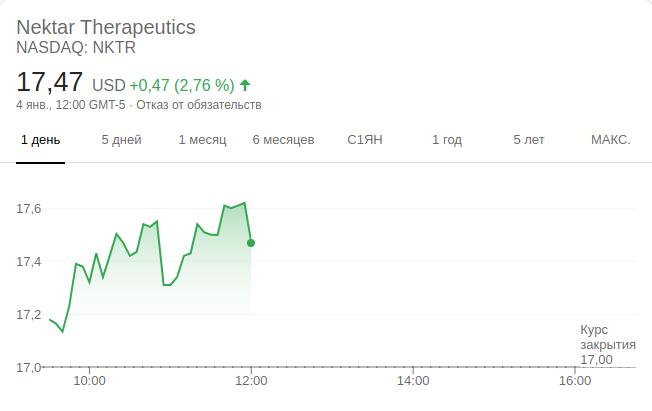 Nektar Therapeutics
NASDAQ: NKTR
17,47 USD +0,47 (2,76 %)
4 янв., 12:00 GMT-5 · Отказ от обязательств
1 день 5 дней 1 месяц 6 месяцев С1ЯН 1 год 5 лет МАКС.
17,6
17,4
17,2
17,0
Курс
закрытия
17,00
10:00 12:00 14:00 16:00